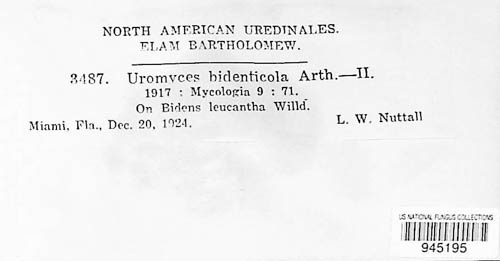 NORTH AMERICAN UREDINALES.
ELAM BARTHOLOMEW.
3487. Uromyces bidenticola Arth.—II.
1917 : Mycologia 9 : 71.
On Bidens leucantha Willd.
Miami, Fla., Dec. 20, 1924. L. W. Nuttall
US NATIONAL FUNGUS COLLECTIONS
945195